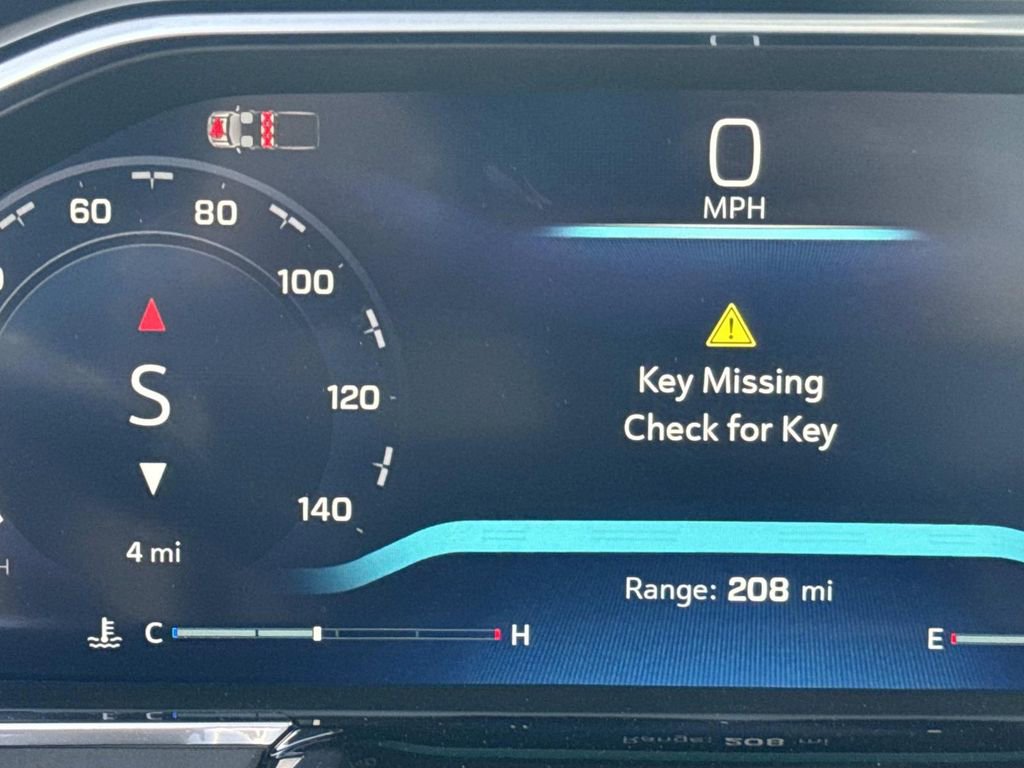 0
MPH
60
80
100
120
140
S
4 mi
Key Missing
Check for Key
Range: 208 mi
C
H
E